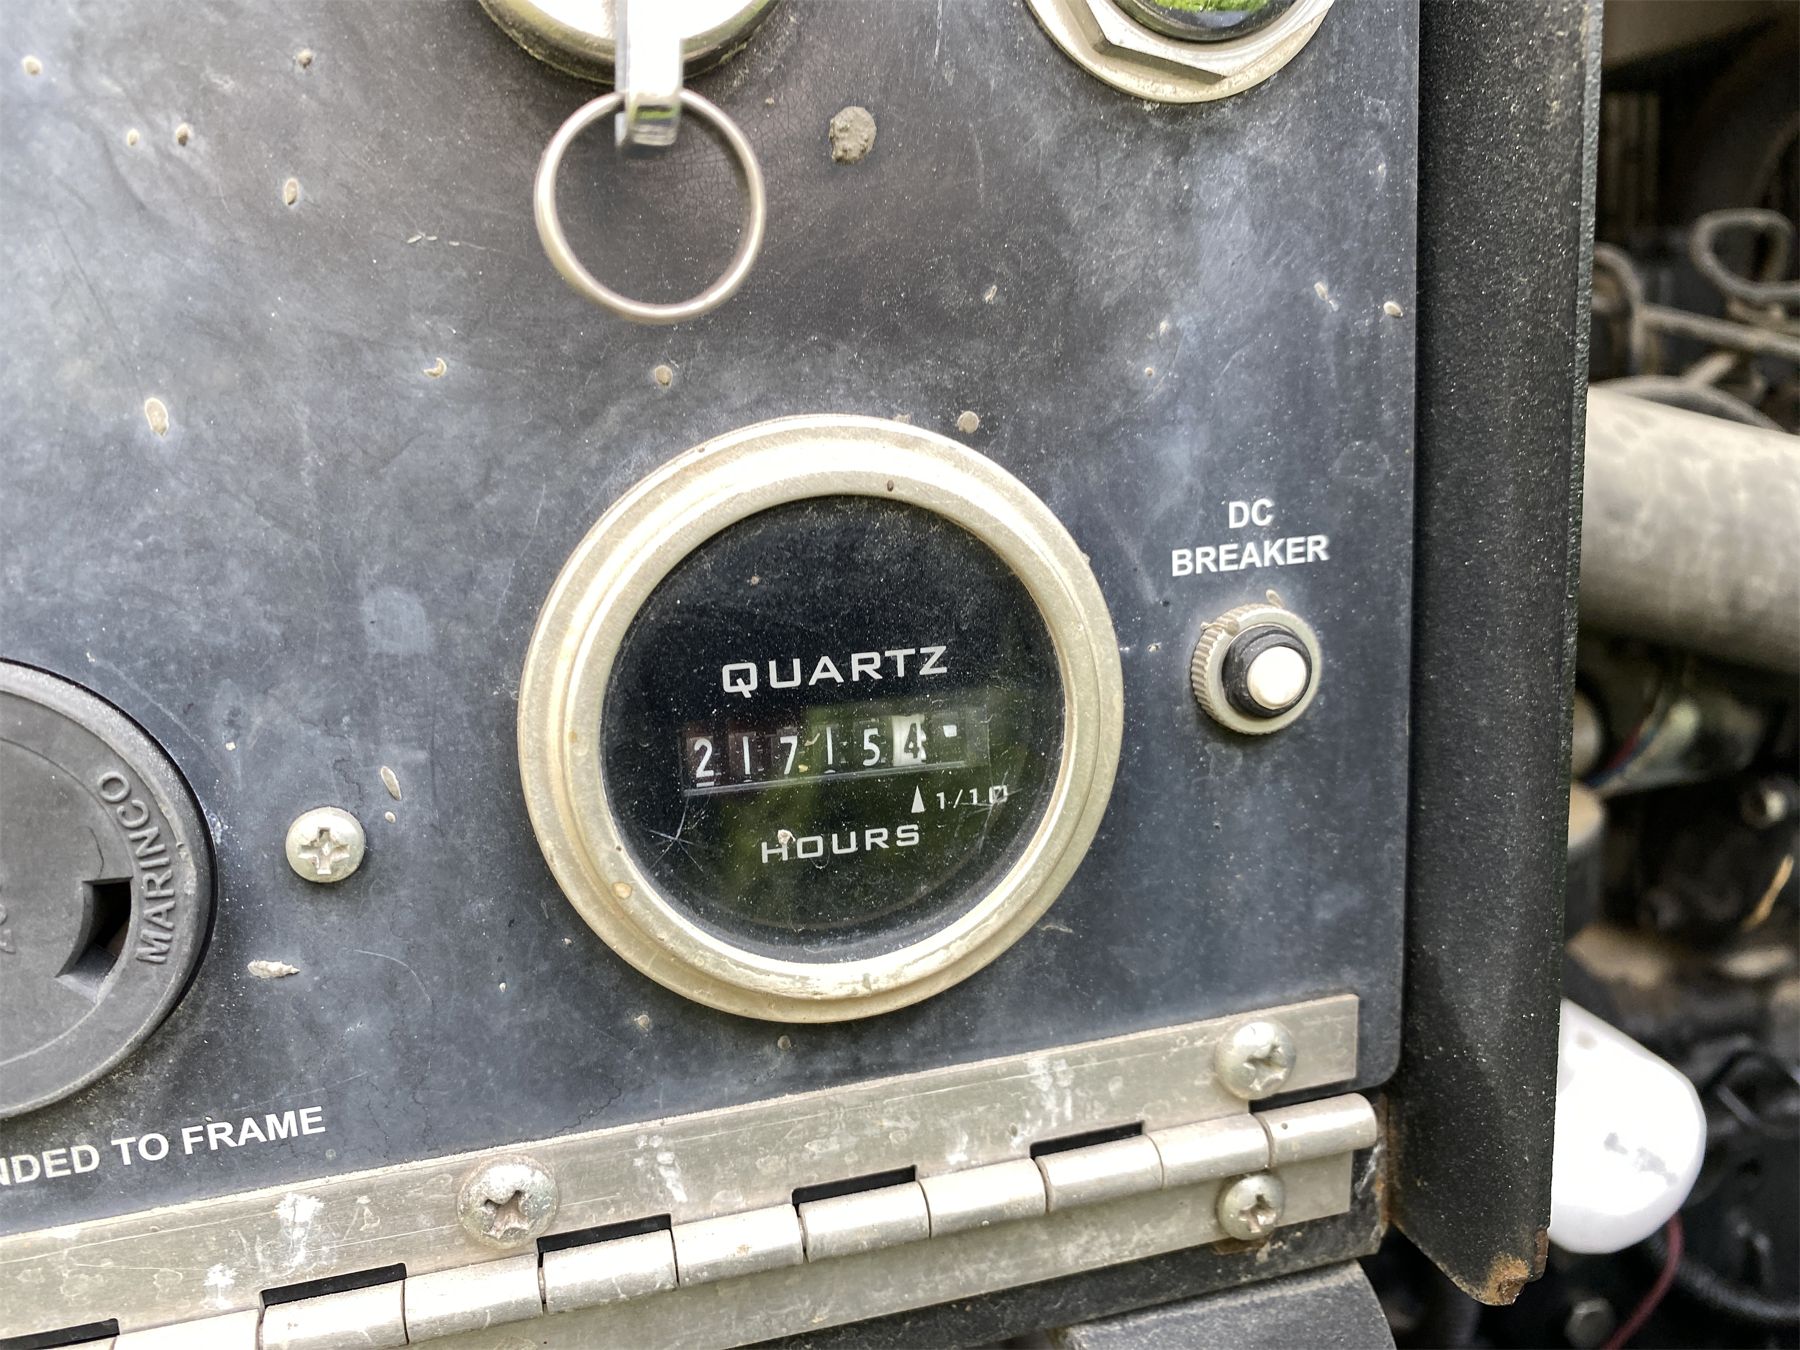 DC
BREAKER
QUARTZ
217154
1/10
HOURS
MARINCO
NDED TO FRAME